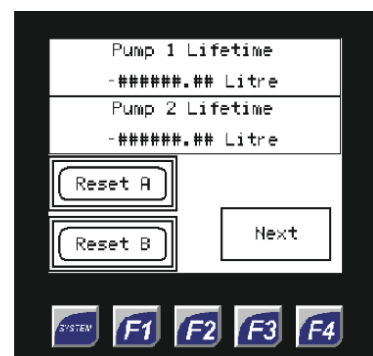 Pump 1 Lifetime
-######.## Litre
Pump 2 Lifetime
-######.## Litre
Reset A
Reset B
Next
SYSTEM F1 F2 F3 F4